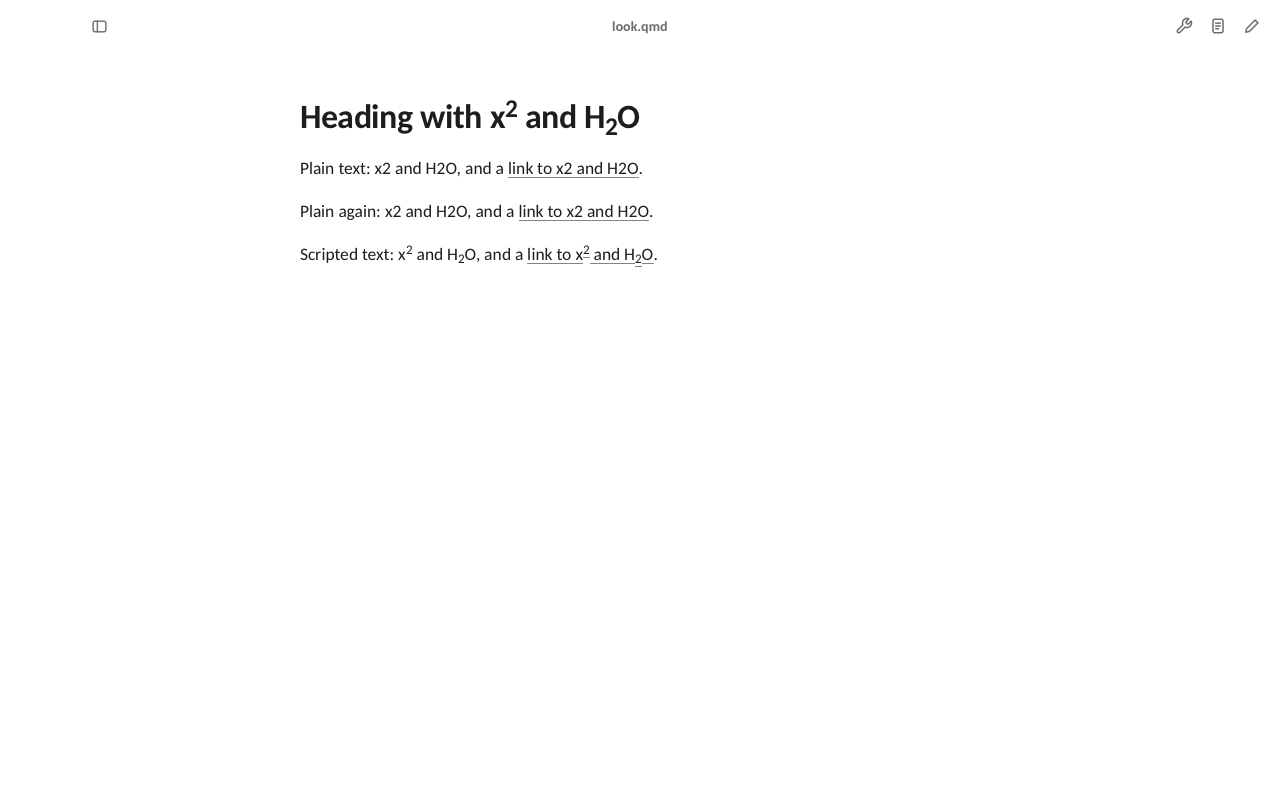 look.qmd
Heading with x² and H₂O
Plain text: x2 and H2O, and a link to x2 and H2O.
Plain again: x2 and H2O, and a link to x2 and H2O.
Scripted text: x² and H₂O, and a link to x² and H₂O.